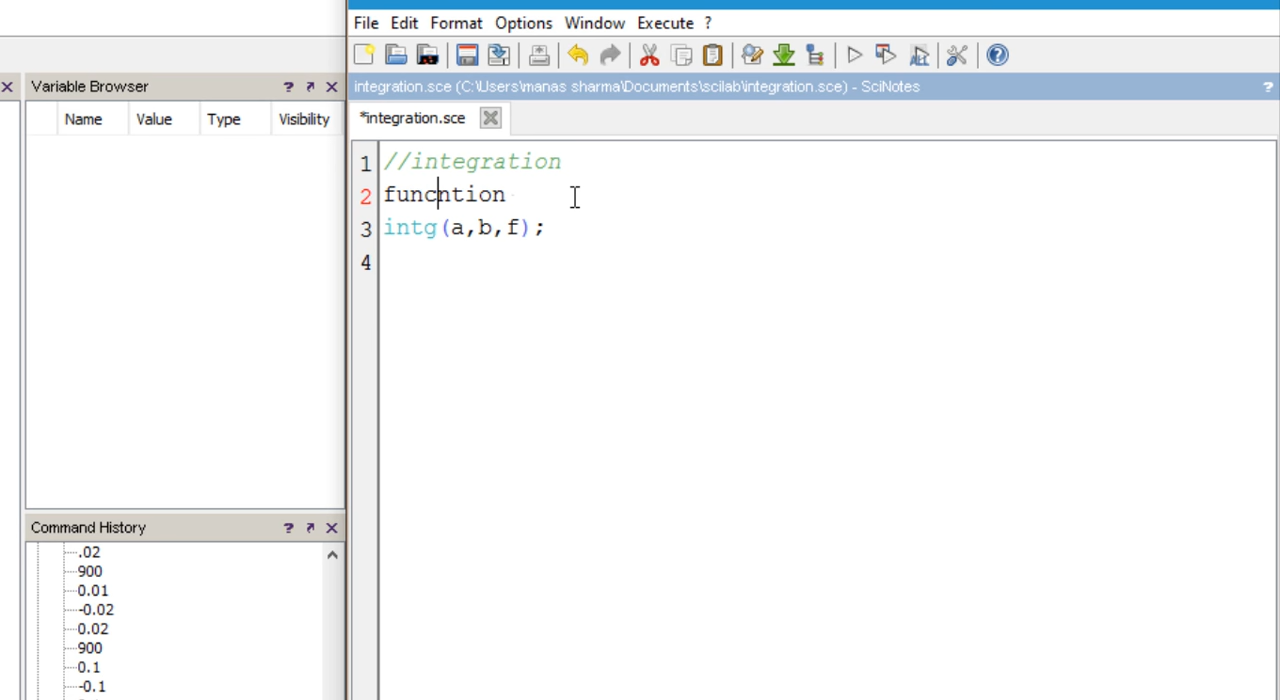 File Edit Format Options Window Execute ?
Variable Browser ? x
integration.sce (C:\Users\manas sharma\Documents\scilab\integration.sce) - SciNotes ?
Name Value Type Visibility
*integration.sce
1 //integration
2 funcntion
3 intg(a,b,f);
4
Command History ? x
.02
900
0.01
-0.02
0.02
900
0.1
-0.1